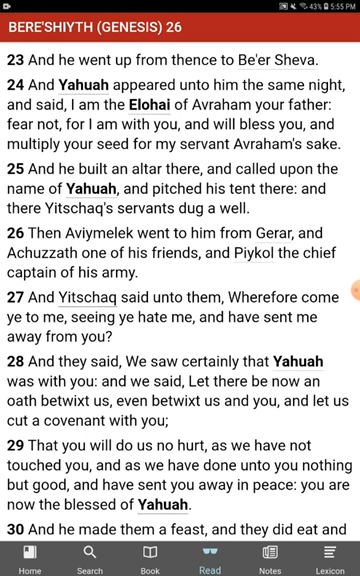 43% 5:55 PM
BERE'SHIYTH (GENESIS) 26
23 And he went up from thence to Be'er Sheva.
24 And Yahuah appeared unto him the same night,
and said, I am the Elohai of Avraham your father:
fear not, for I am with you, and will bless you, and
multiply your seed for my servant Avraham's sake.
25 And he built an altar there, and called upon the
name of Yahuah, and pitched his tent there: and
there Yitschaq's servants dug a well.
26 Then Aviymelek went to him from Gerar, and
Achuzzath one of his friends, and Piykol the chief
captain of his army.
27 And Yitschaq said unto them, Wherefore come
ye to me, seeing ye hate me, and have sent me
away from you?
28 And they said, We saw certainly that Yahuah
was with you: and we said, Let there be now an
oath betwixt us, even betwixt us and you, and let us
cut a covenant with you;
29 That you will do us no hurt, as we have not
touched you, and as we have done unto you nothing
but good, and have sent you away in peace: you are
now the blessed of Yahuah.
30 And he made them a feast, and they did eat and
Home Search Book Read Notes Lexicon